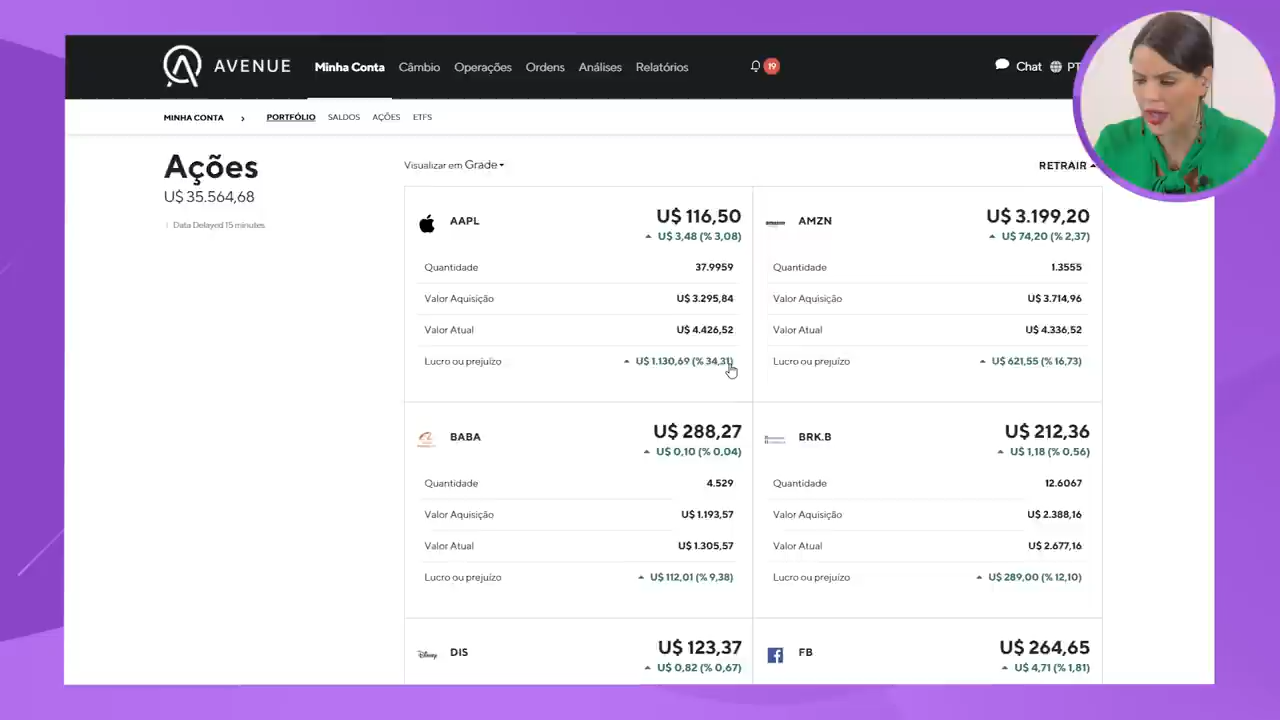 AVENUE
Minha Conta Câmbio Operações Ordens Análises Relatórios 19 Chat PT
MINHA CONTA > PORTFÓLIO SALDOS AÇÕES ETFS
Ações
U$ 35.564,68
Data Delayed 15 minutes.
Visualizar em Grade
RETRAIR
AAPL U$ 116,50
U$ 3,48 (% 3,08)
Quantidade 37.9959
Valor Aquisição U$ 3.295,84
Valor Atual U$ 4.426,52
Lucro ou prejuízo U$ 1.130,69 (% 34,31)
amazon AMZN U$ 3.199,20
U$ 74,20 (% 2,37)
Quantidade 1.3555
Valor Aquisição U$ 3.714,96
Valor Atual U$ 4.336,52
Lucro ou prejuízo U$ 621,55 (% 16,73)
BABA U$ 288,27
U$ 0,10 (% 0,04)
Quantidade 4.529
Valor Aquisição U$ 1.193,57
Valor Atual U$ 1.305,57
Lucro ou prejuízo U$ 112,01 (% 9,38)
BRK.B U$ 212,36
U$ 1,18 (% 0,56)
Quantidade 12.6067
Valor Aquisição U$ 2.388,16
Valor Atual U$ 2.677,16
Lucro ou prejuízo U$ 289,00 (% 12,10)
Disney DIS U$ 123,37
U$ 0,82 (% 0,67)
FB U$ 264,65
U$ 4,71 (% 1,81)